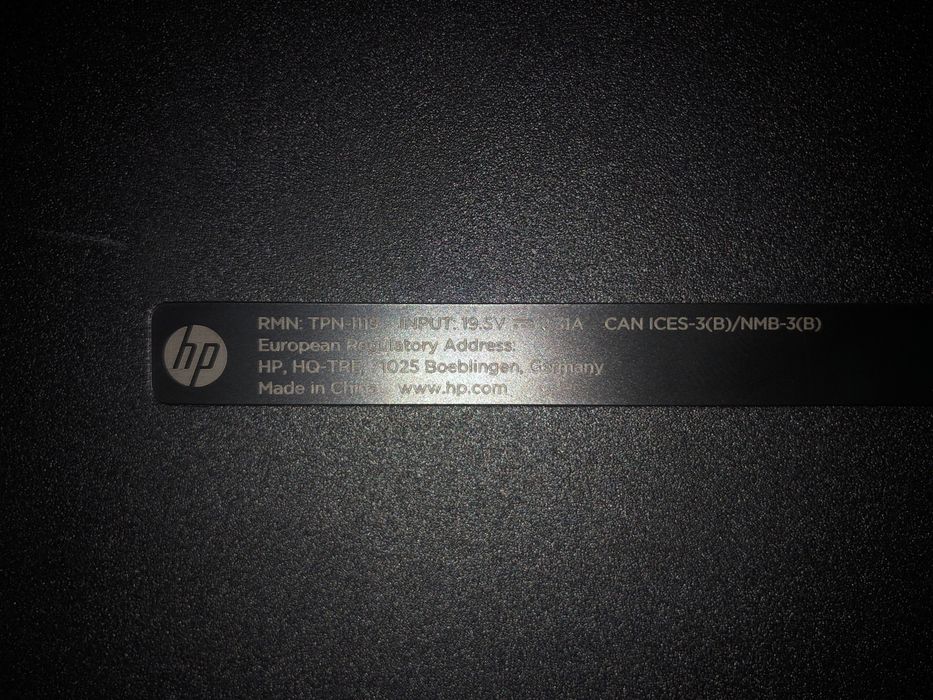 hp
RMN: TPN-I119 INPUT: 19.5V CAN ICES-3(B)/NMB-3(B)
European Regulatory Address:
HP, HQ-TRE, Boeblingen, Germany
Made in China www.hp.com